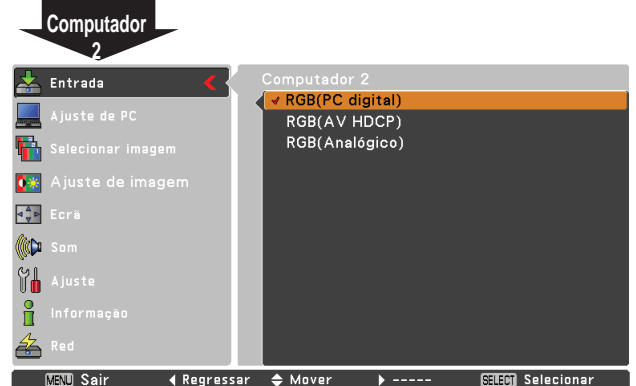 Computador
2
Entrada
Computador 2
RGB(PC digital)
RGB(AV HDCP)
RGB(Analógico)
Ajuste de PC
Selecionar imagem
Ajuste de imagem
Ecrã
Som
Ajuste
Informação
Red
MENU Sair Regressar Mover ----- SELECT Selecionar